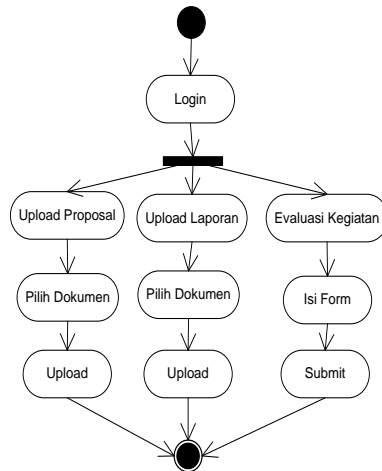 Login
Upload Proposal
Upload Laporan
Evaluasi Kegiatan
Pilih Dokumen
Pilih Dokumen
Isi Form
Upload
Upload
Submit